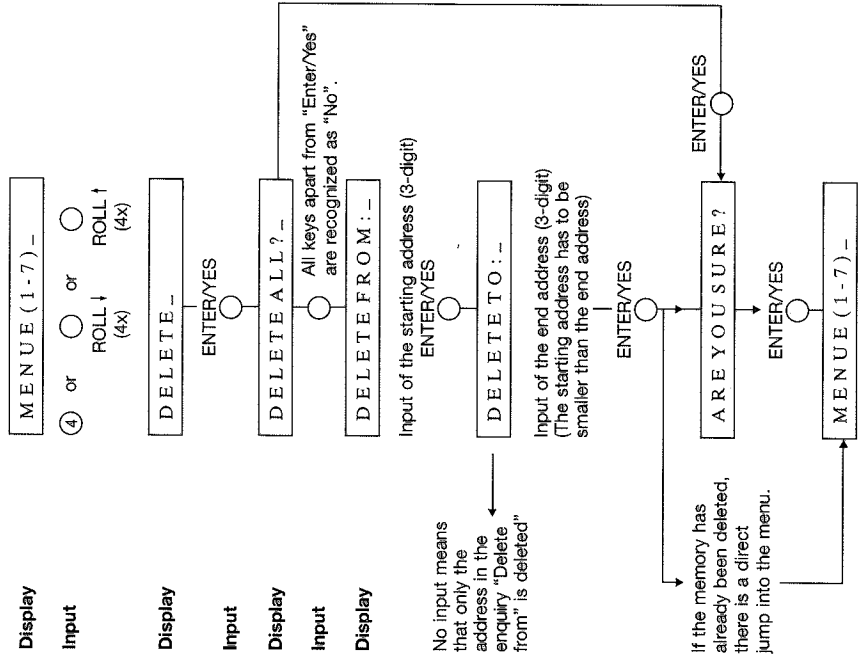 Display
MENUE(1-7)_
Input
4 or
or
ROLL ↓
(4x)
ROLL ↑
(4x)
Display
DELETE_
Input
ENTER/YES
Display
DELETE ALL?_
Input
All keys apart from "Enter/Yes"
are recognized as "No".
Display
DELETE FROM:_
Input of the starting address (3-digit)
ENTER/YES
DELETE TO:_
No input means
that only the
address in the
enquiry "Delete
from" is deleted"
Input of the end address (3-digit)
(The starting address has to be
smaller than the end address)
ENTER/YES
ENTER/YES
ARE YOU SURE?
If the memory has
already been deleted,
there is a direct
jump into the menu.
ENTER/YES
MENUE(1-7)_